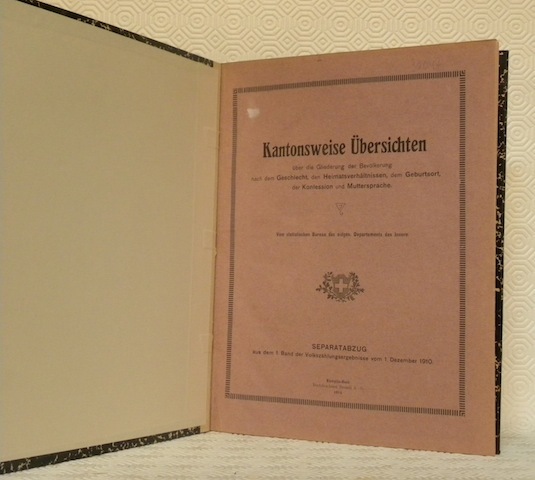 Kantonsweise Übersichten
über die Gliederung der Bevölkerung
nach dem Geschlecht, den Heimatverhältnissen, dem Geburtsort,
der Konfession und Muttersprache.
Vom statistischen Bureau des eidgen. Departements des Innern
SEPARATABZUG
aus dem 1. Band der Volkszählungsergebnisse vom 1. Dezember 1910.